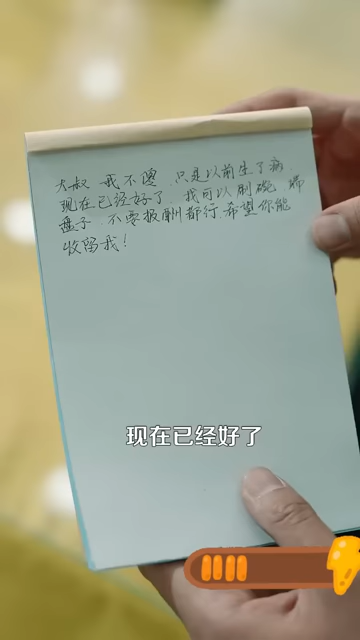 大叔 我不傻 只是以前生了病,
现在已经好了 我可以刷碗 端
盘子 不要报酬都行 希望你能
收留我!
现在已经好了